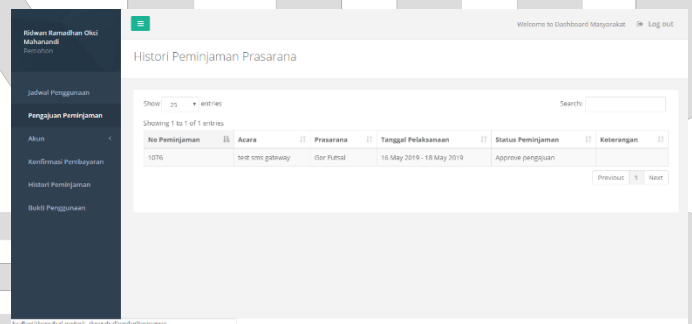 Ridwan Ramadhan Okci
Mahanandi
Pemohon
Welcome to Dashboard Masyarakat
Log out
Histori Peminjaman Prasarana
Jadwal Penggunaan
Pengajuan Peminjaman
Akun
Konfirmasi Pembayaran
Histori Peminjaman
Bukti Penggunaan
Show 25 entries
Search:
Showing 1 to 1 of 1 entries
No Peminjaman Acara Prasarana Tanggal Pelaksanaan Status Peminjaman Keterangan
1076 test sms gateway Gor Futsal 16 May 2019 - 18 May 2019 Approve pengajuan
Previous 1 Next